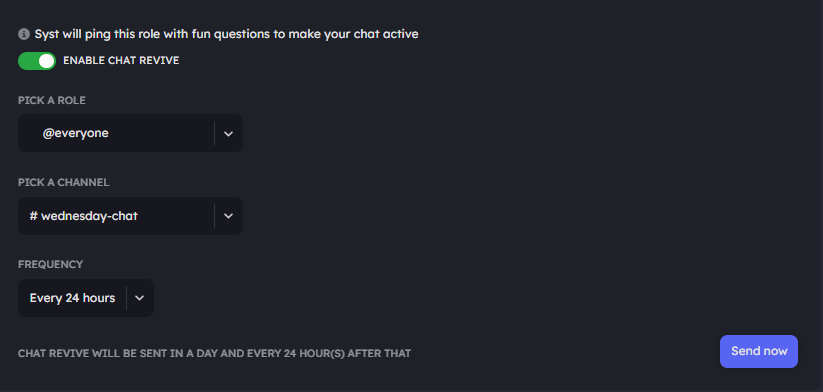 Syst will ping this role with fun questions to make your chat active
ENABLE CHAT REVIVE
PICK A ROLE
@everyone
PICK A CHANNEL
# wednesday-chat
FREQUENCY
Every 24 hours
CHAT REVIVE WILL BE SENT IN A DAY AND EVERY 24 HOUR(S) AFTER THAT
Send now